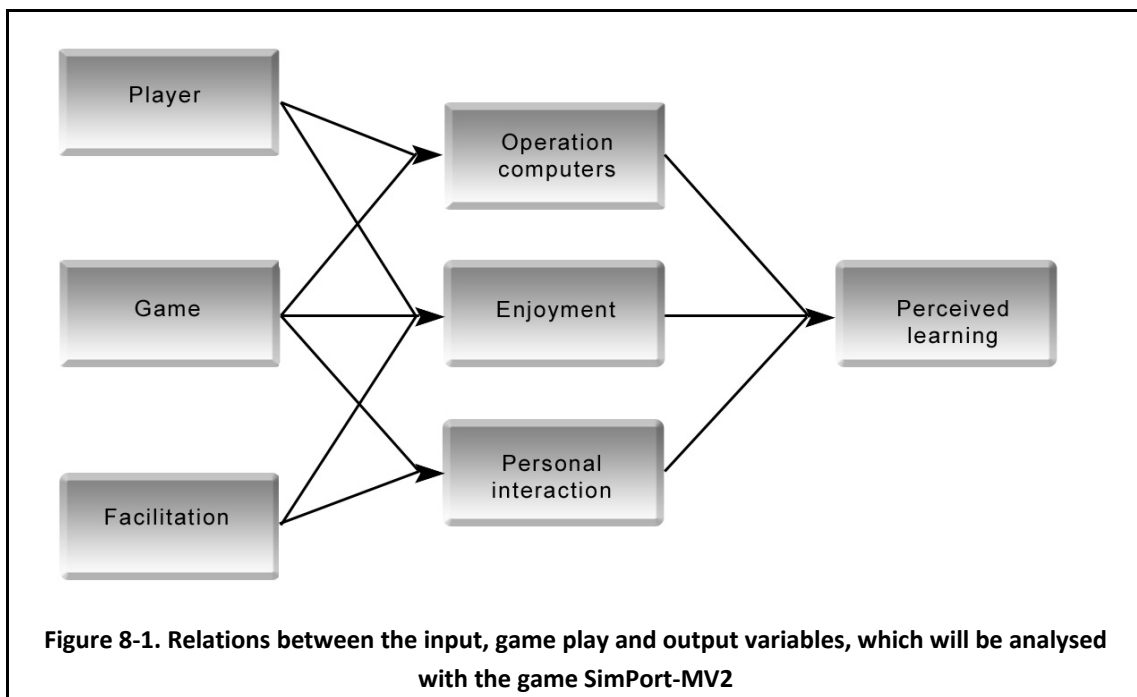 Player
Operation
computers
Game
Enjoyment
Perceived
learning
Facilitation
Personal
interaction
Figure 8-1. Relations between the input, game play and output variables, which will be analysed
with the game SimPort-MV2